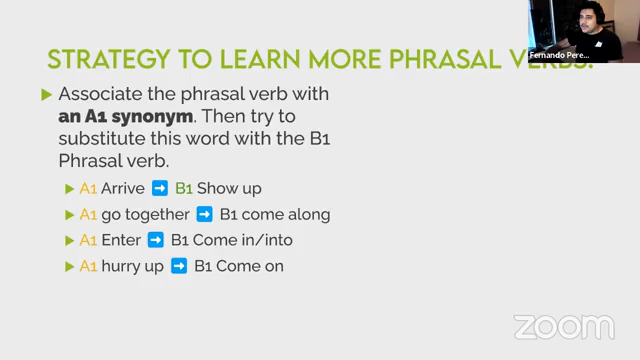 STRATEGY TO LEARN MORE PHRASAL VERBS.
Fernando Pere...
Associate the phrasal verb with
an A1 synonym. Then try to
substitute this word with the B1
Phrasal verb.
A1 Arrive ➡ B1 Show up
A1 go together ➡ B1 come along
A1 Enter ➡ B1 Come in/into
A1 hurry up ➡ B1 Come on
zoom